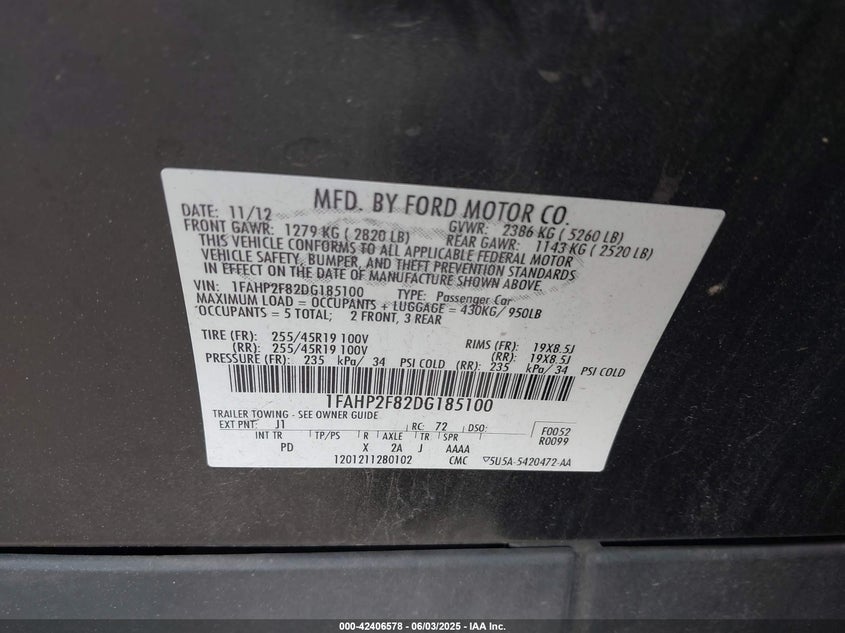 MFD. BY FORD MOTOR CO.
DATE: 11/12 GVWR: 2386 KG ( 5260 LB)
FRONT GAWR: 1279 KG ( 2820 LB) REAR GAWR: 1143 KG ( 2520 LB)
THIS VEHICLE CONFORMS TO ALL APPLICABLE FEDERAL MOTOR
VEHICLE SAFETY, BUMPER, AND THEFT PREVENTION STANDARDS
IN EFFECT ON THE DATE OF MANUFACTURE SHOWN ABOVE.
VIN: 1FAHP2F82DG185100 TYPE: Passenger Car
MAXIMUM LOAD = OCCUPANTS + LUGGAGE = 430KG/ 950LB
OCCUPANTS = 5 TOTAL; 2 FRONT, 3 REAR
TIRE (FR): 255/45R19 100V RIMS (FR): 19X8.5J
(RR): 255/45R19 100V (RR): 19X8.5J
PRESSURE (FR): 235 kPa/ 34 PSI COLD (RR): 235 kPa/ 34 PSI COLD
1FAHP2F82DG185100
TRAILER TOWING - SEE OWNER GUIDE
EXT PNT: J1 RC: 72 DSO: F0052
R0099
INT TR TP/PS R AXLE TR SPR
PD X 2A J AAAA
1201211280102 CMC 5U5A-5420472-AA
000-42406578 - 06/03/2025 - IAA Inc.